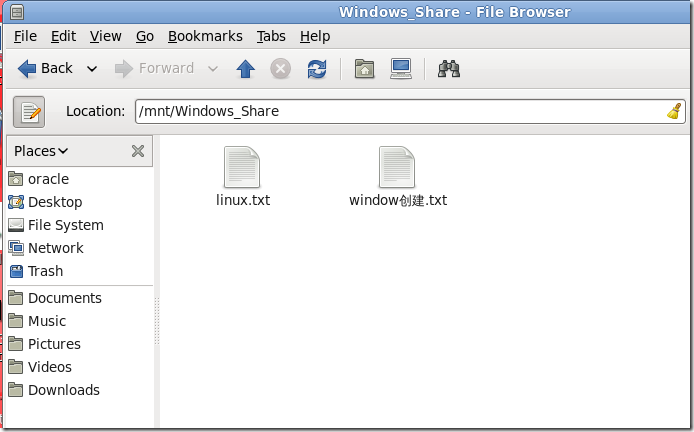 Windows_Share - File Browser
File Edit View Go Bookmarks Tabs Help
Back Forward
Location: /mnt/Windows_Share
Places
oracle
Desktop
File System
Network
Trash
Documents
Music
Pictures
Videos
Downloads
linux.txt window创建.txt